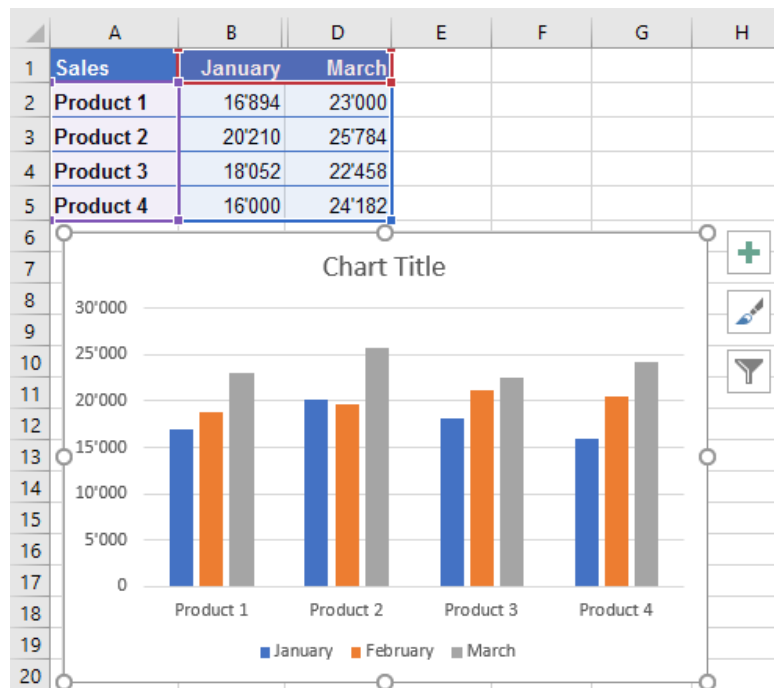 A B D E F G H
1 Sales January March
2 Product 1 16'894 23'000
3 Product 2 20'210 25'784
4 Product 3 18'052 22'458
5 Product 4 16'000 24'182
6
7 Chart Title
8 30'000
9
10 25'000
11 20'000
12
13 15'000
14 10'000
15
16 5'000
17 0
18 Product 1 Product 2 Product 3 Product 4
19 January February March
20